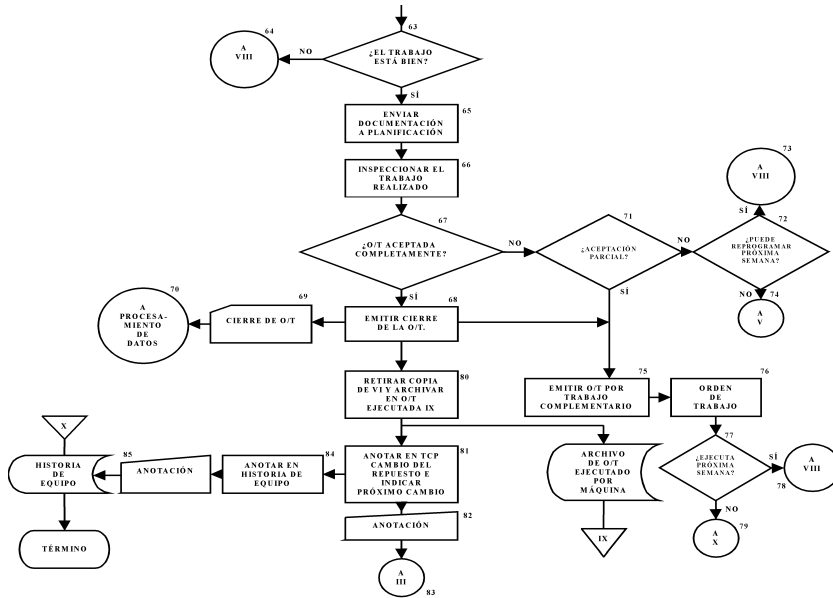 63
64
A
VIII
NO
¿EL TRABAJO
ESTÁ BIEN?
SÍ
65
ENVIAR
DOCUMENTACIÓN
A PLANIFICACIÓN
66
INSPECCIONAR EL
TRABAJO
REALIZADO
67
¿O/T ACEPTADA
COMPLETAMENTE?
NO
71
¿ACEPTACIÓN
PARCIAL?
NO
73
A
VIII
SÍ
72
¿PUEDE
REPROGRAMAR
PRÓXIMA
SEMANA?
NO
74
A
V
SÍ
SÍ
70
A
PROCESA-
MIENTO
DE
DATOS
69
CIERRE DE O/T
68
EMITIR CIERRE
DE LA O/T.
80
RETIRAR COPIA
DE VI Y ARCHIVAR
EN O/T
EJECUTADA IX
75
EMITIR O/T POR
TRABAJO
COMPLEMENTARIO
76
ORDEN
DE
TRABAJO
77
¿EJECUTA
PRÓXIMA
SEMANA?
SÍ
A
VIII
78
NO
A
X
79
X
85
HISTORIA
DE
EQUIPO
ANOTACIÓN
84
ANOTAR EN
HISTORIA DE
EQUIPO
81
ANOTAR EN TCP
CAMBIO DEL
REPUESTO E
INDICAR
PRÓXIMO CAMBIO
ARCHIVO
DE O/T
EJECUTADO
POR
MÁQUINA
82
ANOTACIÓN
TÉRMINO
IX
A
III
83